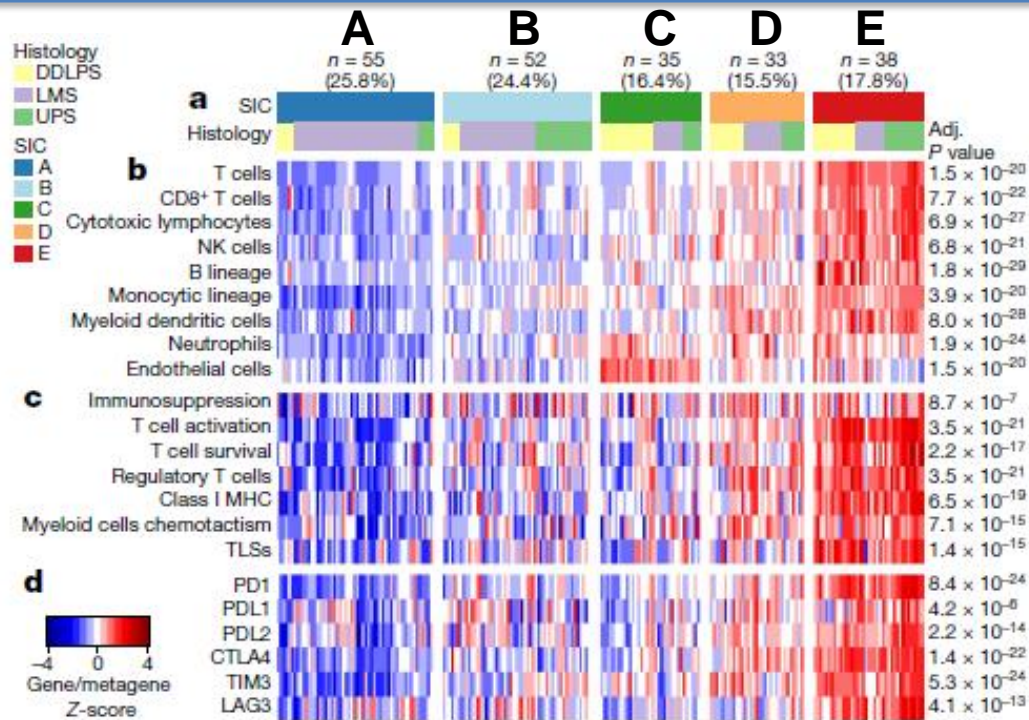 A B C D E
n = 55 n = 52 n = 35 n = 33 n = 38
(25.8%) (24.4%) (16.4%) (15.5%) (17.8%)
Histology
DDLPS
LMS
UPS
SIC
A
B
C
D
E
a
SIC
Histology
Adj.
P value
b
T cells 1.5 × 10⁻²⁰
CD8⁺ T cells 7.7 × 10⁻²²
Cytotoxic lymphocytes 6.9 × 10⁻²⁷
NK cells 6.8 × 10⁻²¹
B lineage 1.8 × 10⁻²⁹
Monocytic lineage 3.9 × 10⁻²⁰
Myeloid dendritic cells 8.0 × 10⁻²⁸
Neutrophils 1.9 × 10⁻²⁴
Endothelial cells 1.5 × 10⁻²⁰
c
Immunosuppression 8.7 × 10⁻⁷
T cell activation 3.5 × 10⁻²¹
T cell survival 2.2 × 10⁻¹⁷
Regulatory T cells 3.5 × 10⁻²¹
Class I MHC 6.5 × 10⁻¹⁹
Myeloid cells chemotactism 7.1 × 10⁻¹⁵
TLSs 1.4 × 10⁻¹⁵
d
PD1 8.4 × 10⁻²⁴
PDL1 4.2 × 10⁻⁶
PDL2 2.2 × 10⁻¹⁴
CTLA4 1.4 × 10⁻²²
TIM3 5.3 × 10⁻²⁴
LAG3 4.1 × 10⁻¹³
–4 0 4
Gene/metagene
Z-score